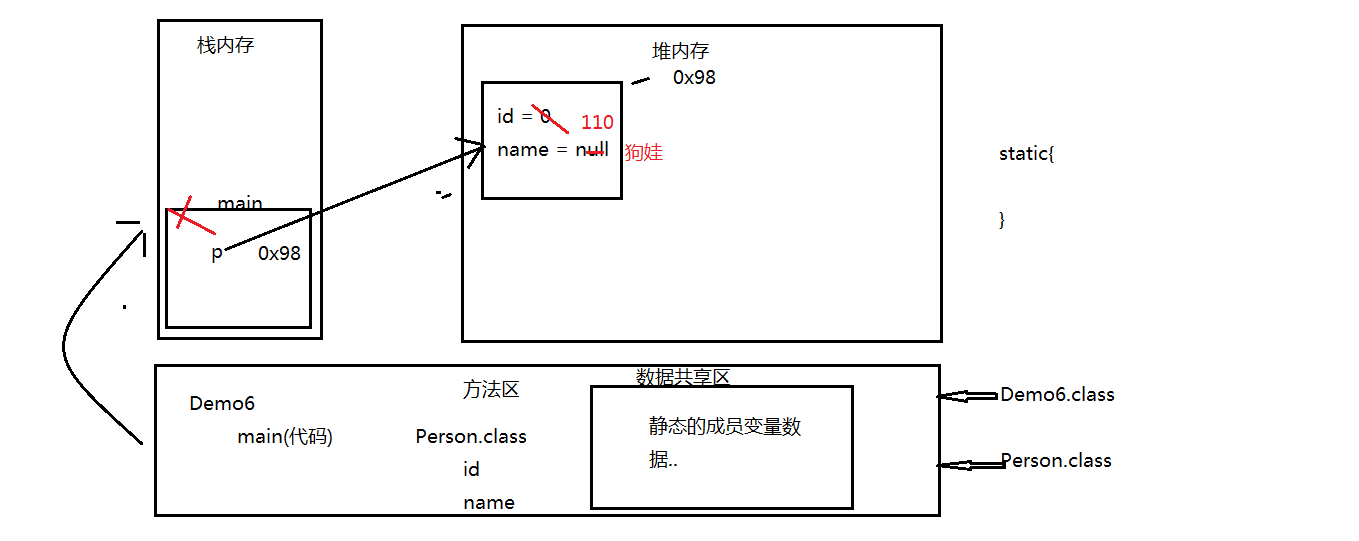 栈内存
main
p 0x98
堆内存
0x98
id = 0 110
name = null 狗娃
static{
}
方法区
数据共享区
Demo6
main(代码)
Person.class
id
name
静态的成员变量数
据..
Demo6.class
Person.class